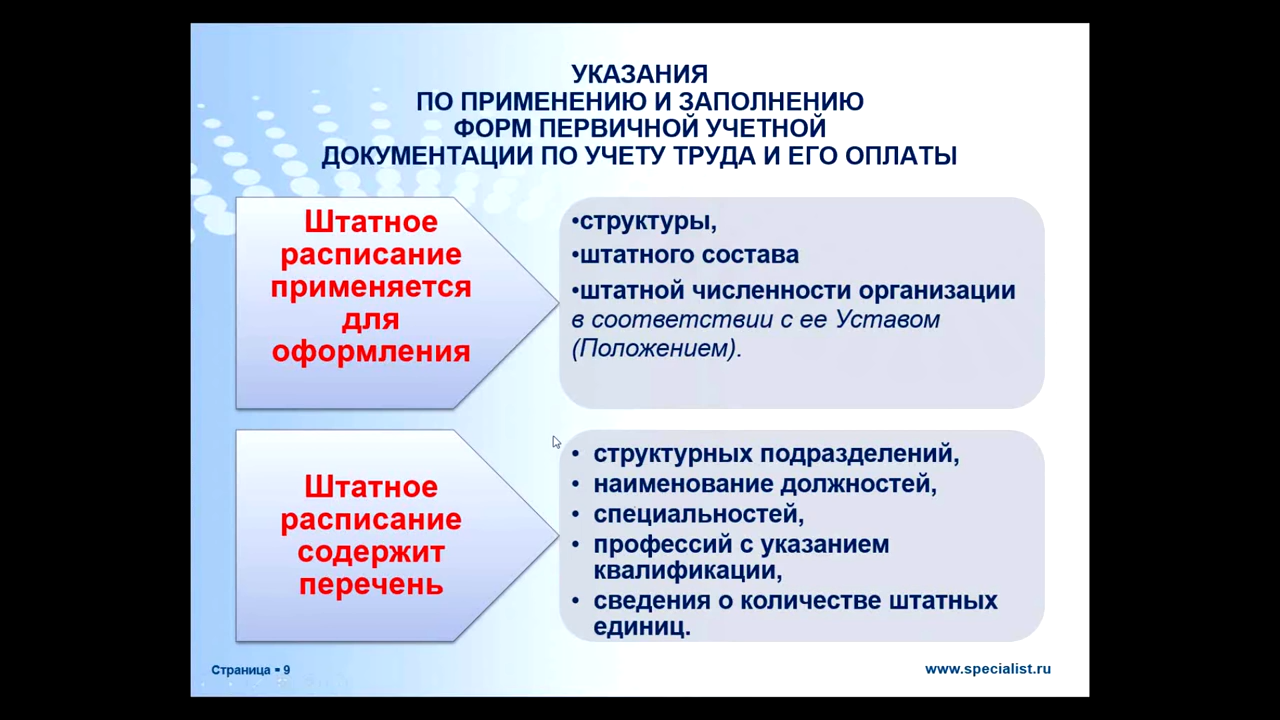 УКАЗАНИЯ
ПО ПРИМЕНЕНИЮ И ЗАПОЛНЕНИЮ
ФОРМ ПЕРВИЧНОЙ УЧЕТНОЙ
ДОКУМЕНТАЦИИ ПО УЧЕТУ ТРУДА И ЕГО ОПЛАТЫ
Штатное
расписание
применяется
для
оформления
•структуры,
•штатного состава
•штатной численности организации
в соответствии с ее Уставом
(Положением).
Штатное
расписание
содержит
перечень
• структурных подразделений,
• наименование должностей,
• специальностей,
• профессий с указанием
квалификации,
• сведения о количестве штатных
единиц.
Страница ▪ 9
www.specialist.ru